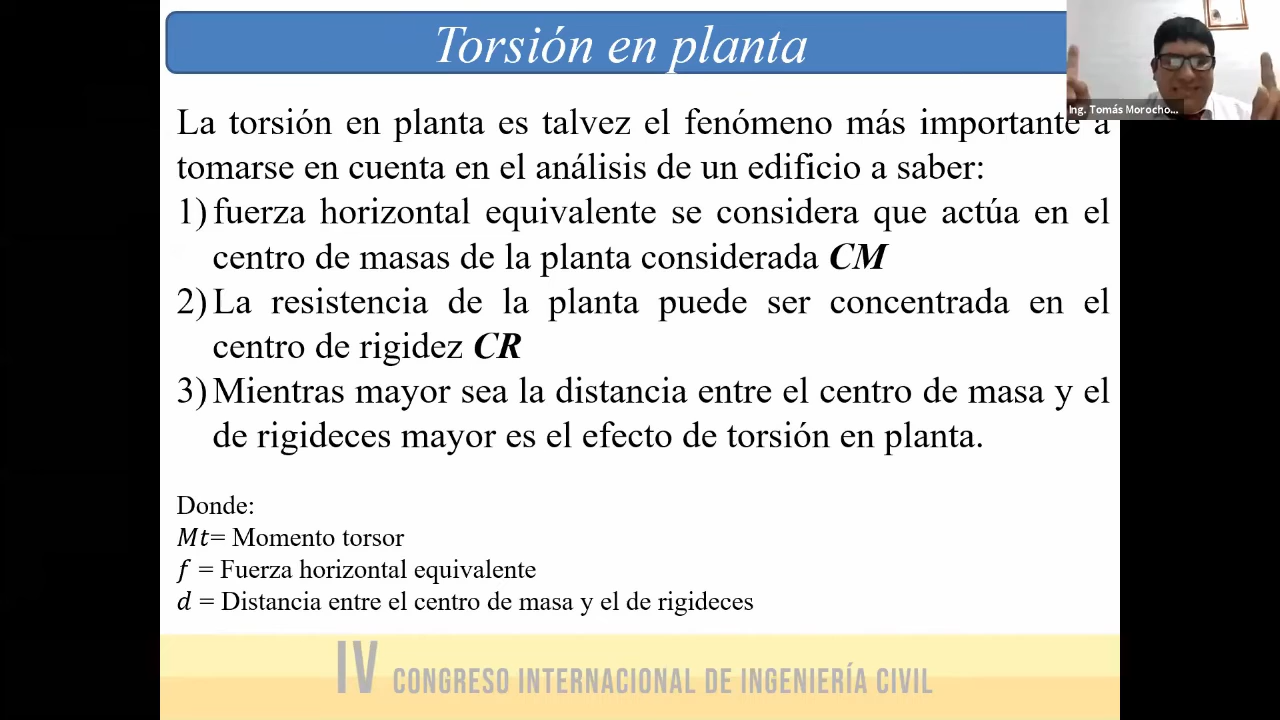 Torsión en planta
Ing. Tomás Morocho...
La torsión en planta es talvez el fenómeno más importante a
tomarse en cuenta en el análisis de un edificio a saber:
1) fuerza horizontal equivalente se considera que actúa en el
centro de masas de la planta considerada CM
2) La resistencia de la planta puede ser concentrada en el
centro de rigidez CR
3) Mientras mayor sea la distancia entre el centro de masa y el
de rigideces mayor es el efecto de torsión en planta.
Donde:
Mt= Momento torsor
f = Fuerza horizontal equivalente
d = Distancia entre el centro de masa y el de rigideces
IV CONGRESO INTERNACIONAL DE INGENIERÍA CIVIL